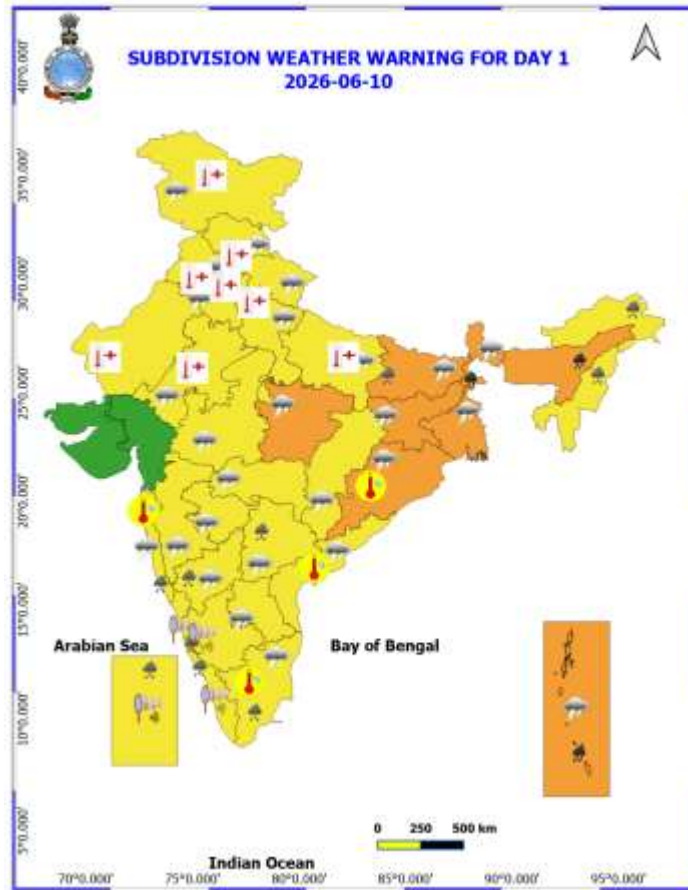 SUBDIVISION WEATHER WARNING FOR DAY 1
2026-06-10
40°0.000'
35°0.000'
30°0.000'
25°0.000'
20°0.000'
15°0.000'
10°0.000'
5°0.000'
Arabian Sea
Bay of Bengal
0 250 500 km
Indian Ocean
70°0.000' 75°0.000' 80°0.000' 85°0.000' 90°0.000' 95°0.000'